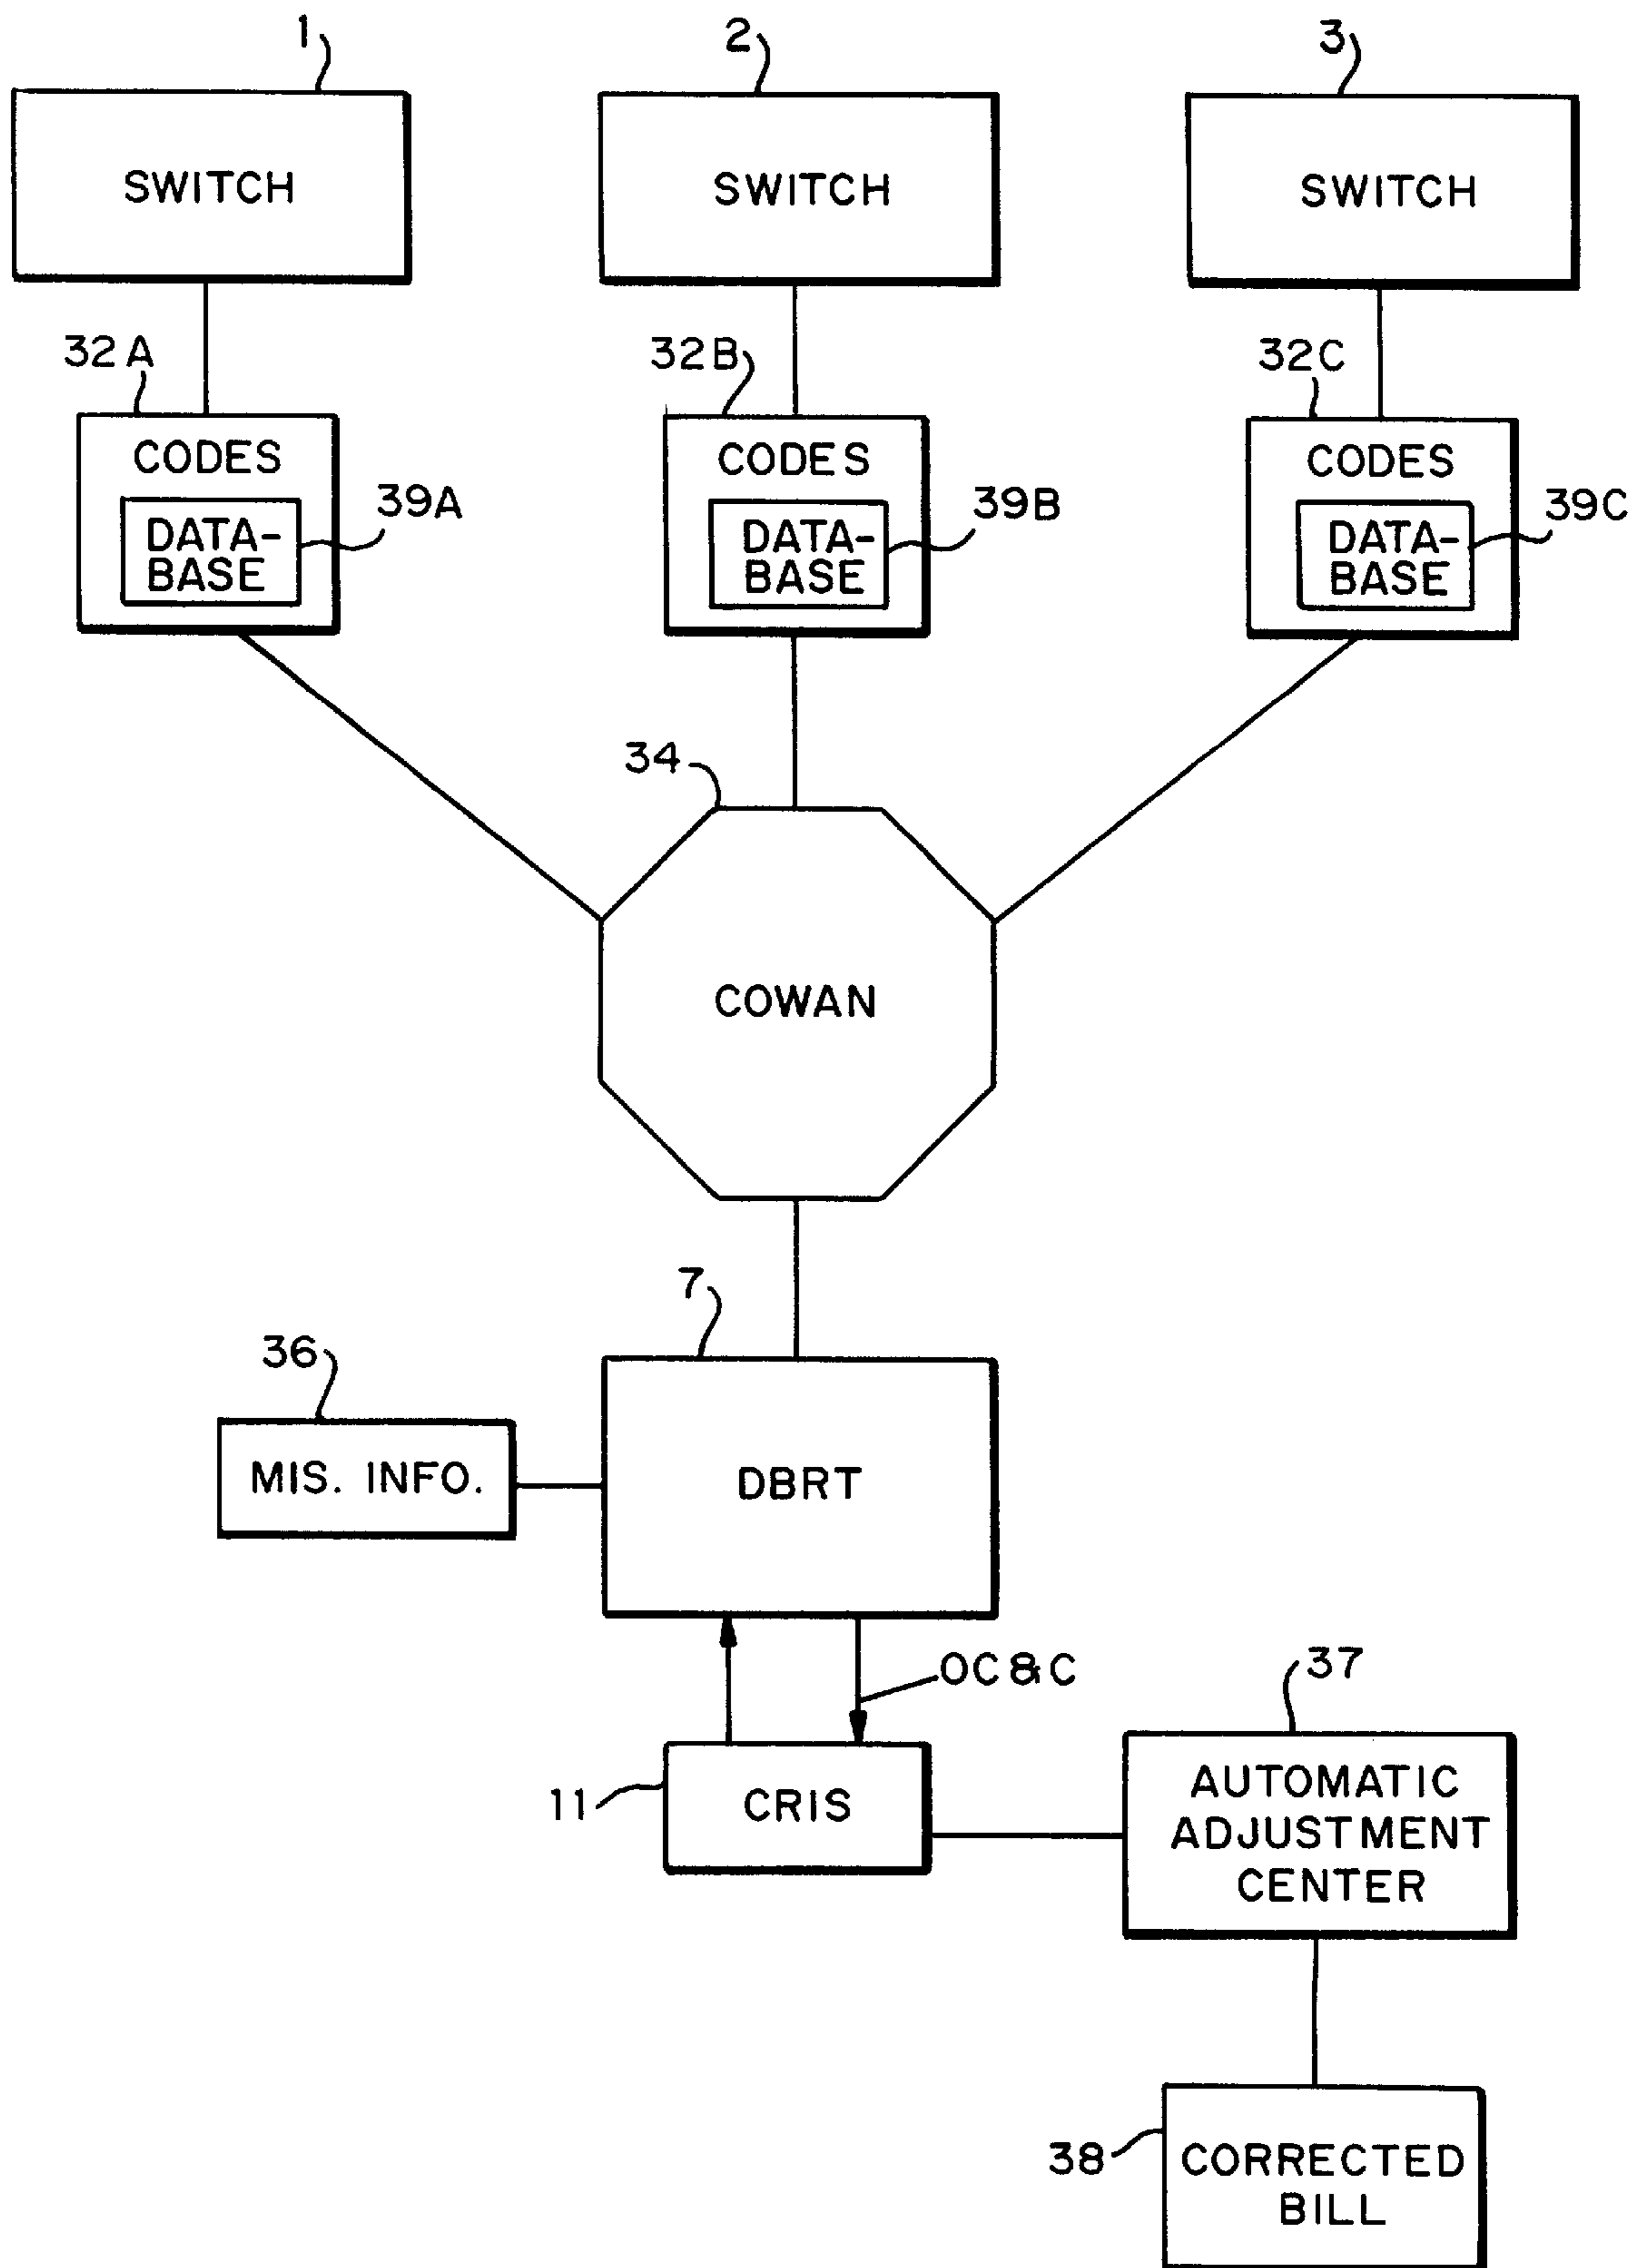 1
2
3
SWITCH
SWITCH
SWITCH
32A
32B
32C
CODES
CODES
CODES
39A
39B
39C
DATA-
BASE
DATA-
BASE
DATA-
BASE
34
COWAN
7
36
MIS. INFO.
DBRT
OC&C
37
11
CRIS
AUTOMATIC
ADJUSTMENT
CENTER
38
CORRECTED
BILL